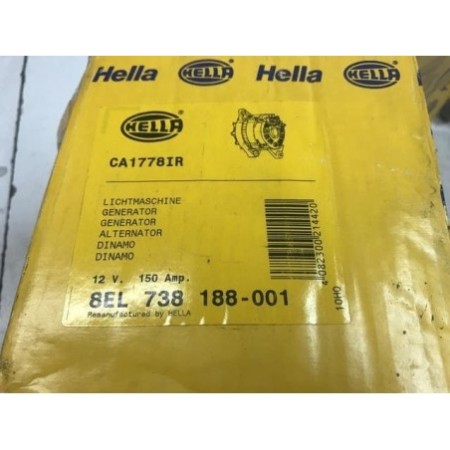 Hella HELLA Hella HELLA
HELLA
CA1778IR
LICHTMASCHINE
GENERATOR
GENERATOR
ALTERNATOR
DINAMO
DINAMO
12 V. 150 Amp.
8EL 738 188-001
Remanufactured by HELLA
4082300214420